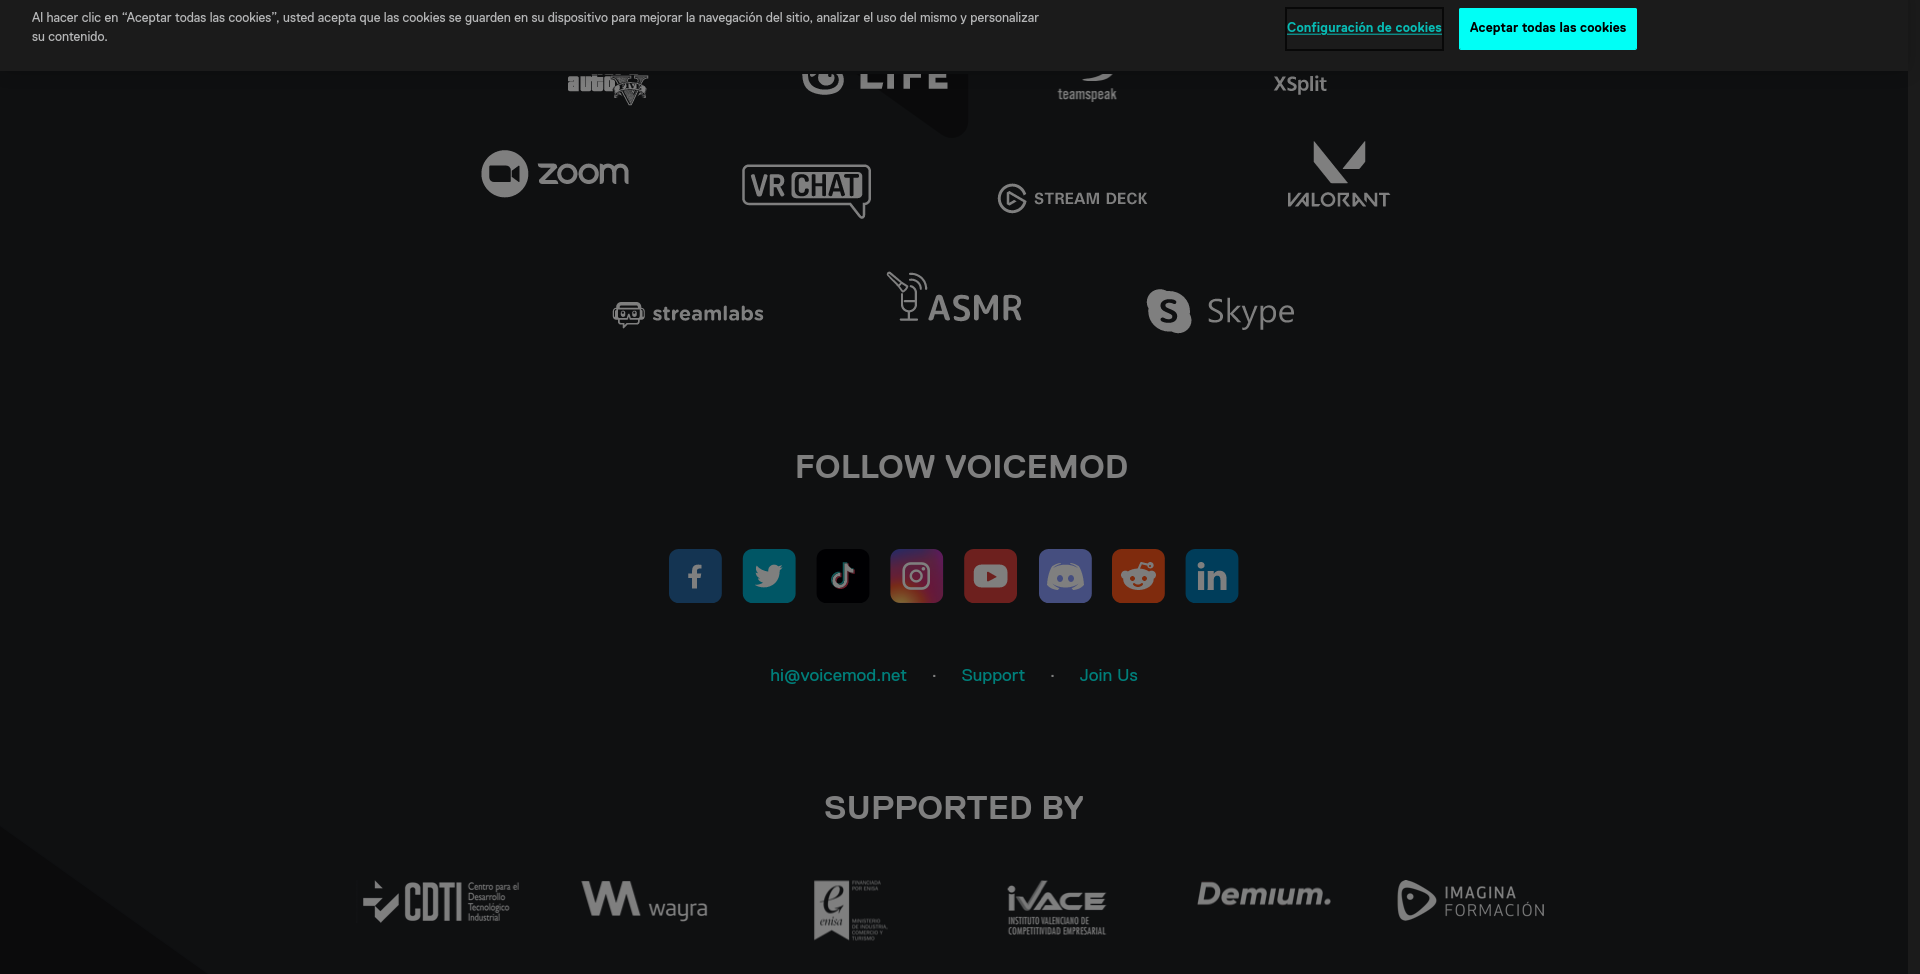 Al hacer clic en “Aceptar todas las cookies”, usted acepta que las cookies se guarden en su dispositivo para mejorar la navegación del sitio, analizar el uso del mismo y personalizar
su contenido.
Configuración de cookies
Aceptar todas las cookies
auto
LIFE
teamspeak
XSplit
zoom
VR CHAT
STREAM DECK
VALORANT
streamlabs
ASMR
Skype
FOLLOW VOICEMOD
hi@voicemod.net · Support · Join Us
SUPPORTED BY
CDTI
Centro para el
Desarrollo
Tecnológico
Industrial
wayra
enisa
FINANCIADA
POR ENISA
MINISTERIO
DE INDUSTRIA,
COMERCIO Y
TURISMO
iVACE
INSTITUTO VALENCIANO DE
COMPETITIVIDAD EMPRESARIAL
Demium.
IMAGINA
FORMACIÓN